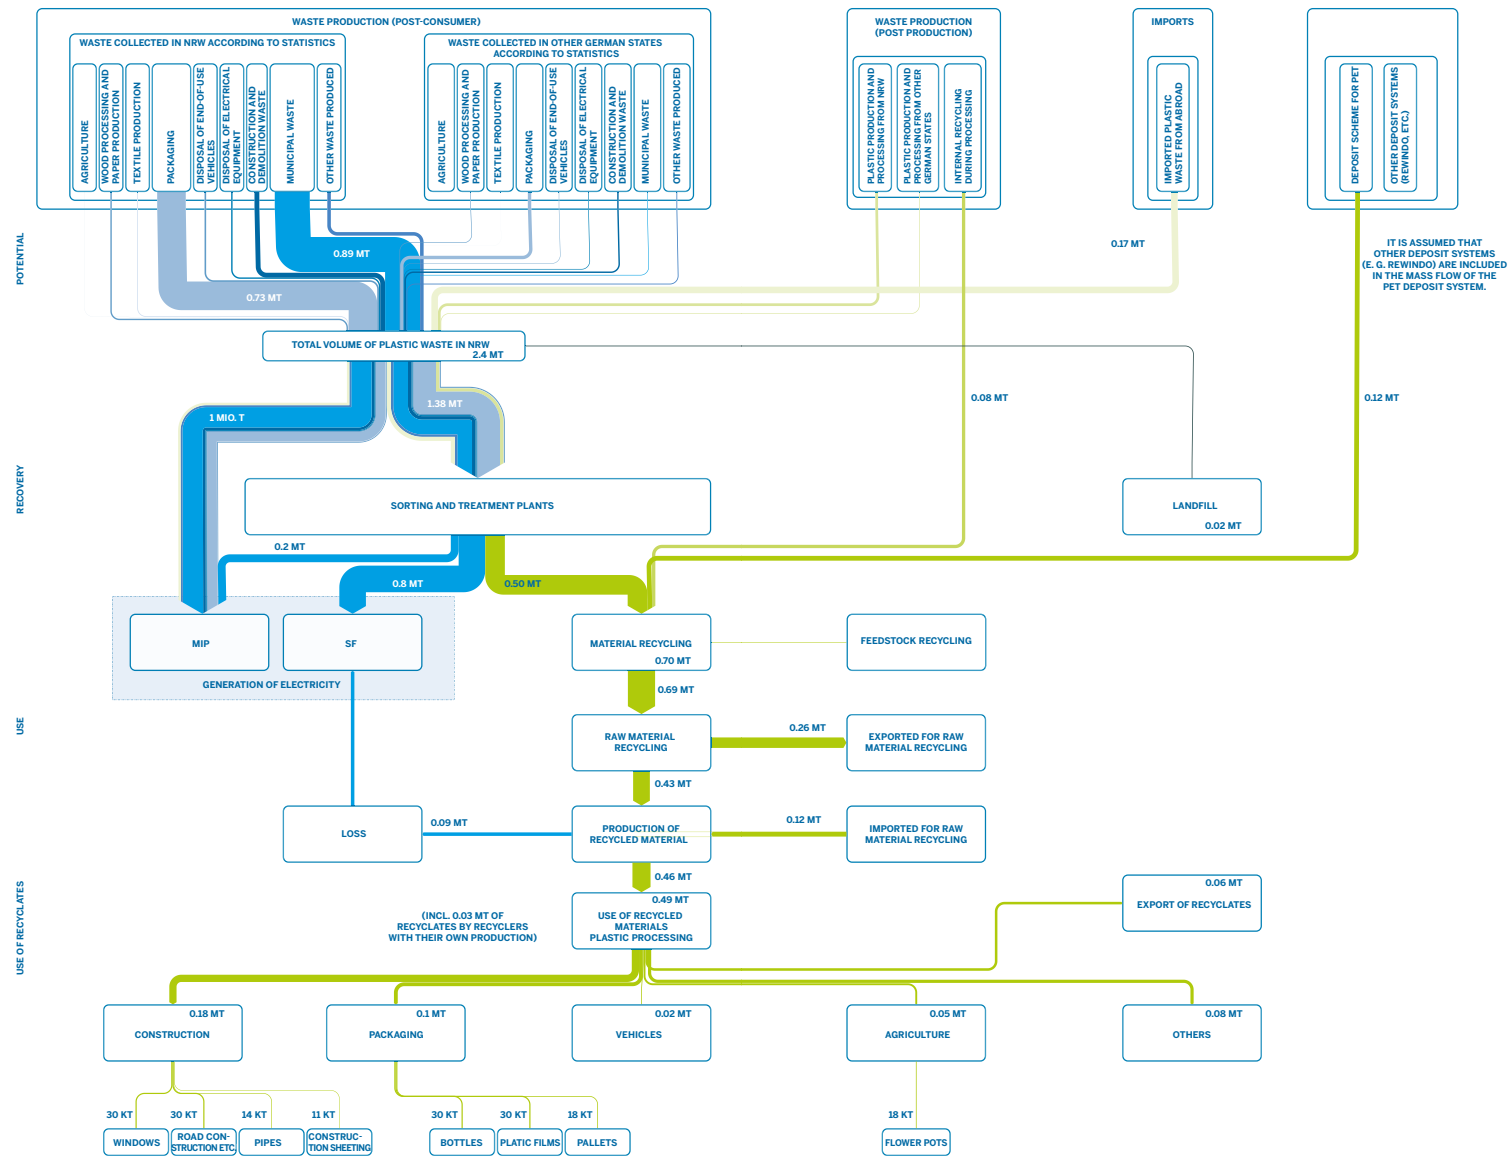 WASTE PRODUCTION (POST-CONSUMER)
WASTE COLLECTED IN NRW ACCORDING TO STATISTICS
AGRICULTURE
WOOD PROCESSING AND
PAPER PRODUCTION
TEXTILE PRODUCTION
PACKAGING
DISPOSAL OF END-OF-USE
VEHICLES
DISPOSAL OF ELECTRICAL
EQUIPMENT
CONSTRUCTION AND
DEMOLITION WASTE
MUNICIPAL WASTE
OTHER WASTE PRODUCED
WASTE COLLECTED IN OTHER GERMAN STATES
ACCORDING TO STATISTICS
AGRICULTURE
WOOD PROCESSING AND
PAPER PRODUCTION
TEXTILE PRODUCTION
PACKAGING
DISPOSAL OF END-OF-USE
VEHICLES
DISPOSAL OF ELECTRICAL
EQUIPMENT
CONSTRUCTION AND
DEMOLITION WASTE
MUNICIPAL WASTE
OTHER WASTE PRODUCED
WASTE PRODUCTION
(POST PRODUCTION)
PLASTIC PRODUCTION AND
PROCESSING FROM NRW
PLASTIC PRODUCTION AND
PROCESSING FROM OTHER
GERMAN STATES
INTERNAL RECYCLING
DURING PROCESSING
IMPORTS
IMPORTED PLASTIC
WASTE FROM ABROAD
DEPOSIT SCHEME FOR PET
OTHER DEPOSIT SYSTEMS
(REWINDO, ETC.)
POTENTIAL
0.89 MT
0.73 MT
0.17 MT
IT IS ASSUMED THAT
OTHER DEPOSIT SYSTEMS
(E. G. REWINDO) ARE INCLUDED
IN THE MASS FLOW OF THE
PET DEPOSIT SYSTEM.
TOTAL VOLUME OF PLASTIC WASTE IN NRW
2.4 MT
1 MIO. T
1.38 MT
0.08 MT
0.12 MT
RECOVERY
SORTING AND TREATMENT PLANTS
LANDFILL
0.02 MT
0.2 MT
0.8 MT
0.50 MT
MIP
SF
GENERATION OF ELECTRICITY
MATERIAL RECYCLING
0.70 MT
FEEDSTOCK RECYCLING
0.69 MT
USE
RAW MATERIAL
RECYCLING
0.26 MT
EXPORTED FOR RAW
MATERIAL RECYCLING
0.43 MT
LOSS
0.09 MT
PRODUCTION OF
RECYCLED MATERIAL
0.12 MT
IMPORTED FOR RAW
MATERIAL RECYCLING
0.46 MT
USE OF RECYCLATES
(INCL. 0.03 MT OF
RECYCLATES BY RECYCLERS
WITH THEIR OWN PRODUCTION)
0.49 MT
USE OF RECYCLED
MATERIALS
PLASTIC PROCESSING
0.06 MT
EXPORT OF RECYCLATES
0.18 MT
CONSTRUCTION
0.1 MT
PACKAGING
0.02 MT
VEHICLES
0.05 MT
AGRICULTURE
0.08 MT
OTHERS
30 KT
30 KT
14 KT
11 KT
30 KT
30 KT
18 KT
18 KT
WINDOWS
ROAD CON-
STRUCTION ETC.
PIPES
CONSTRUC-
TION SHEETING
BOTTLES
PLATIC FILMS
PALLETS
FLOWER POTS